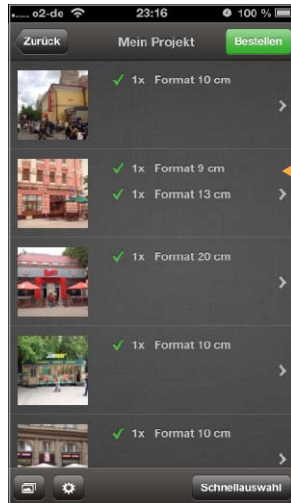 o2-de 23:16 100 %
Zurück Mein Projekt Bestellen
1x Format 10 cm
1x Format 9 cm
1x Format 13 cm
1x Format 20 cm
1x Format 10 cm
1x Format 10 cm
Schnellauswahl